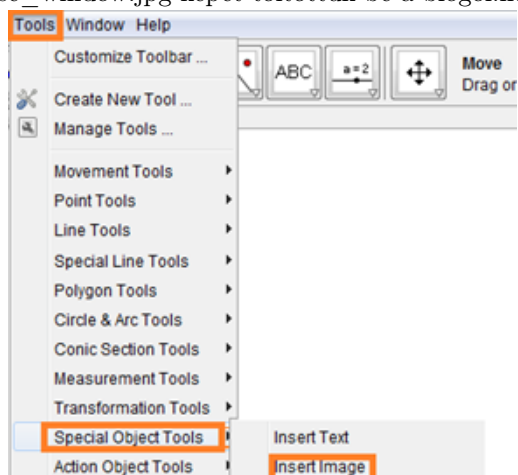 Tools Window Help
Customize Toolbar ...
ABC
a=2
Move
Drag or
Create New Tool ...
Manage Tools ...
Movement Tools
Point Tools
Line Tools
Special Line Tools
Polygon Tools
Circle & Arc Tools
Conic Section Tools
Measurement Tools
Transformation Tools
Special Object Tools
Insert Text
Action Object Tools
Insert Image